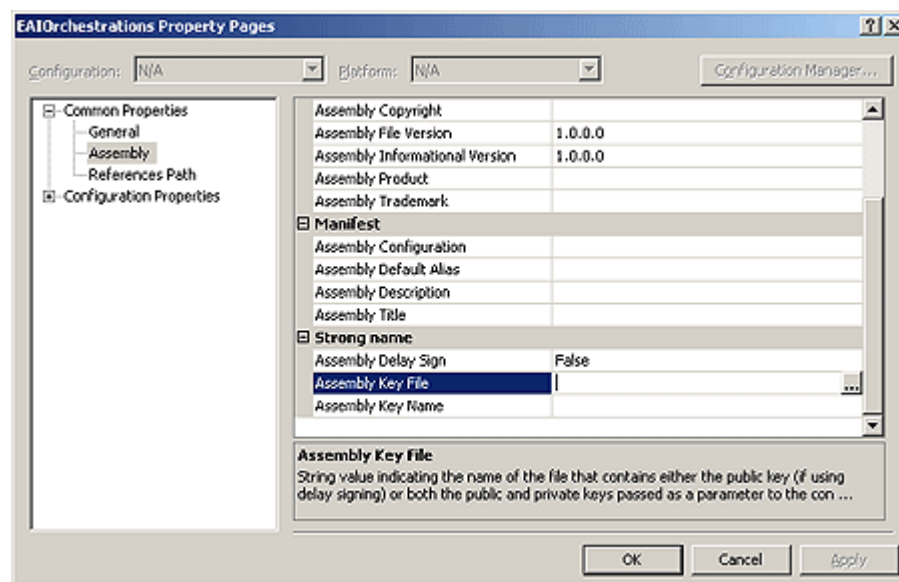 EAIOrchestrations Property Pages
Configuration: N/A Platform: N/A Configuration Manager...
Common Properties
General
Assembly
References Path
Configuration Properties
Assembly Copyright
Assembly File Version 1.0.0.0
Assembly Informational Version 1.0.0.0
Assembly Product
Assembly Trademark
Manifest
Assembly Configuration
Assembly Default Alias
Assembly Description
Assembly Title
Strong name
Assembly Delay Sign False
Assembly Key File ...
Assembly Key Name
Assembly Key File
String value indicating the name of the file that contains either the public key (if using
delay signing) or both the public and private keys passed as a parameter to the con ...
OK Cancel Apply